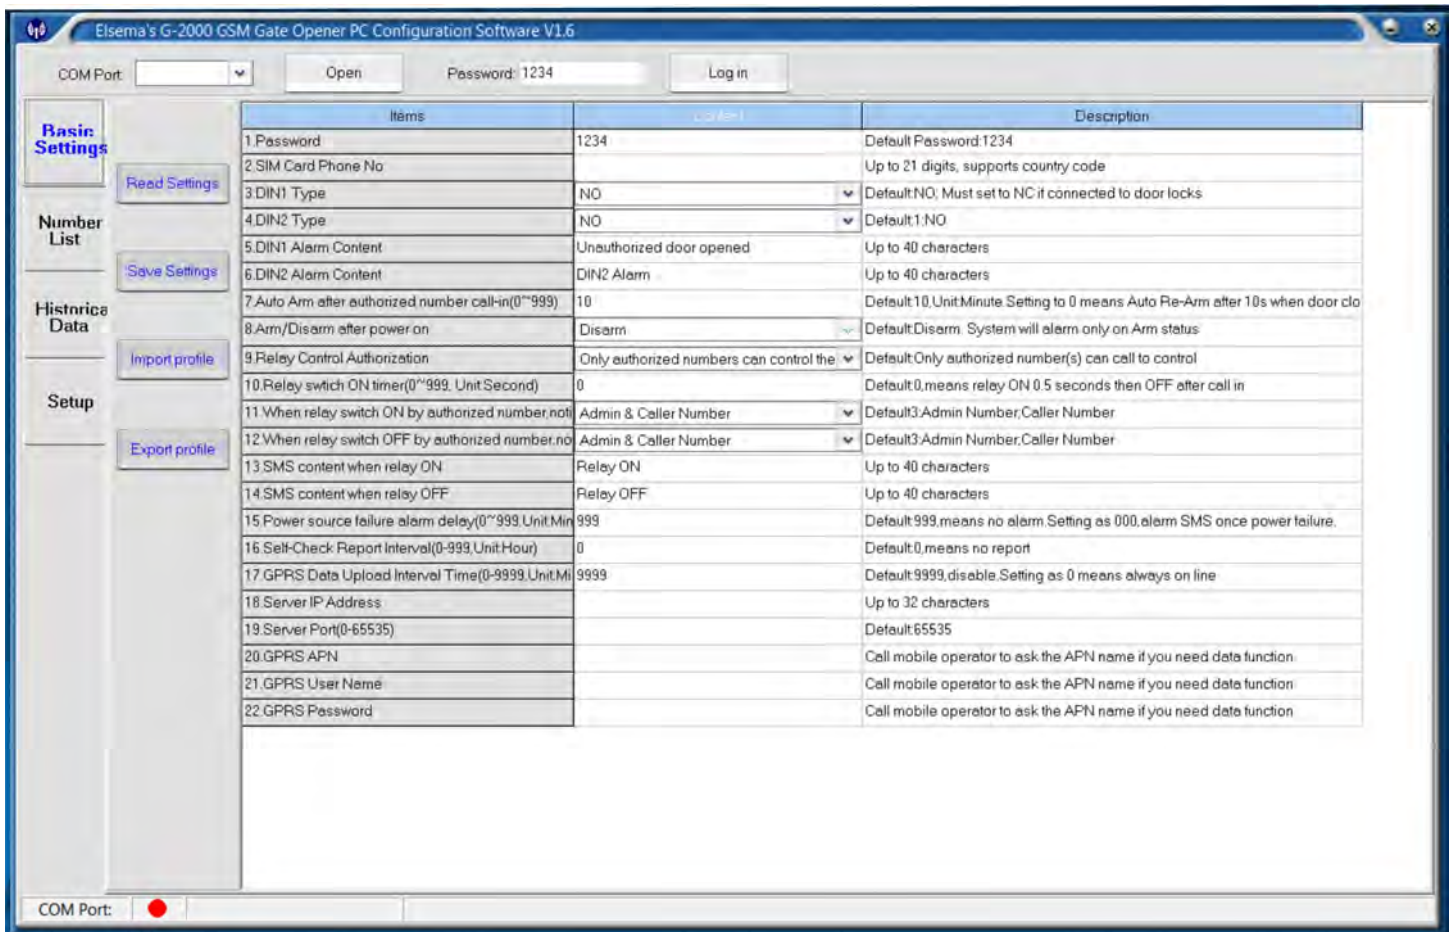 Elsema's G-2000 GSM Gate Opener PC Configuration Software V1.6
COM Port: Open Password: 1234 Log in
Basic Settings
Number List
Historica Data
Setup
Read Settings
Save Settings
Import profile
Export profile
Items Content Description
1.Password 1234 Default Password:1234
2.SIM Card Phone No Up to 21 digits, supports country code
3.DIN1 Type NO Default:NO; Must set to NC if connected to door locks
4.DIN2 Type NO Default:1:NO
5.DIN1 Alarm Content Unauthorized door opened Up to 40 characters
6.DIN2 Alarm Content DIN2 Alarm Up to 40 characters
7.Auto Arm after authorized number call-in(0~999) 10 Default:10,Unit:Minute.Setting to 0 means Auto Re-Arm after 10s when door clo
8.Arm/Disarm after power on Disarm Default:Disarm. System will alarm only on Arm status
9.Relay Control Authorization Only authorized numbers can control the Default:Only authorized number(s) can call to control
10.Relay swtich ON timer(0~999, Unit:Second) 0 Default:0,means relay ON 0.5 seconds then OFF after call in
11.When relay switch ON by authorized number,noti Admin & Caller Number Default3:Admin Number,Caller Number
12.When relay switch OFF by authorized number,no Admin & Caller Number Default3:Admin Number,Caller Number
13.SMS content when relay ON Relay ON Up to 40 characters
14.SMS content when relay OFF Relay OFF Up to 40 characters
15.Power source failure alarm delay(0~999,Unit:Min 999 Default:999,means no alarm.Setting as 000,alarm SMS once power failure.
16.Self-Check Report Interval(0-999,Unit:Hour) 0 Default:0,means no report
17.GPRS Data Upload Interval Time(0-9999,Unit:Mi 9999 Default:9999,disable.Setting as 0 means always on line
18.Server IP Address Up to 32 characters
19.Server Port(0-65535) Default:65535
20.GPRS APN Call mobile operator to ask the APN name if you need data function
21.GPRS User Name Call mobile operator to ask the APN name if you need data function
22.GPRS Password Call mobile operator to ask the APN name if you need data function
COM Port: